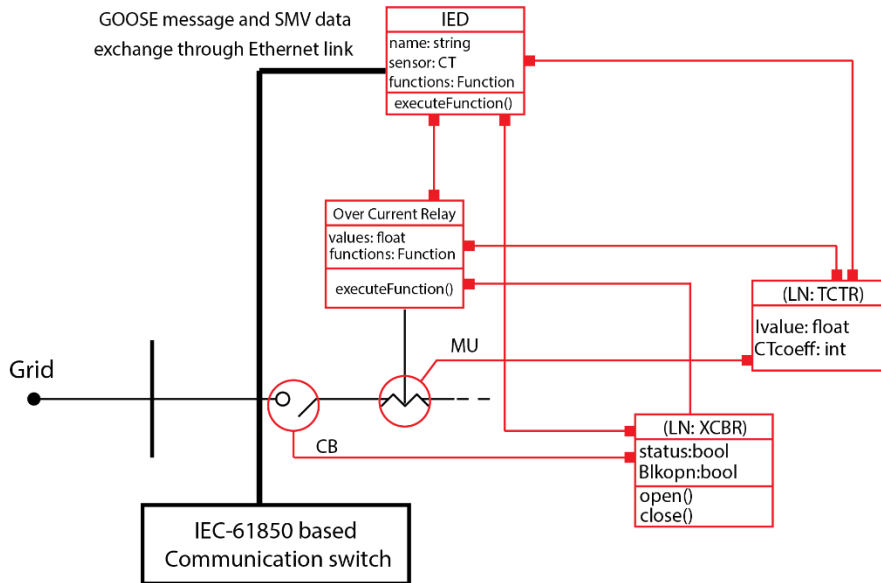 GOOSE message and SMV data
exchange through Ethernet link
IED
name: string
sensor: CT
functions: Function
executeFunction()
Over Current Relay
values: float
functions: Function
executeFunction()
(LN: TCTR)
Ivalue: float
CTcoeff: int
MU
Grid
CB
(LN: XCBR)
status:bool
Blkopn:bool
open()
close()
IEC-61850 based
Communication switch